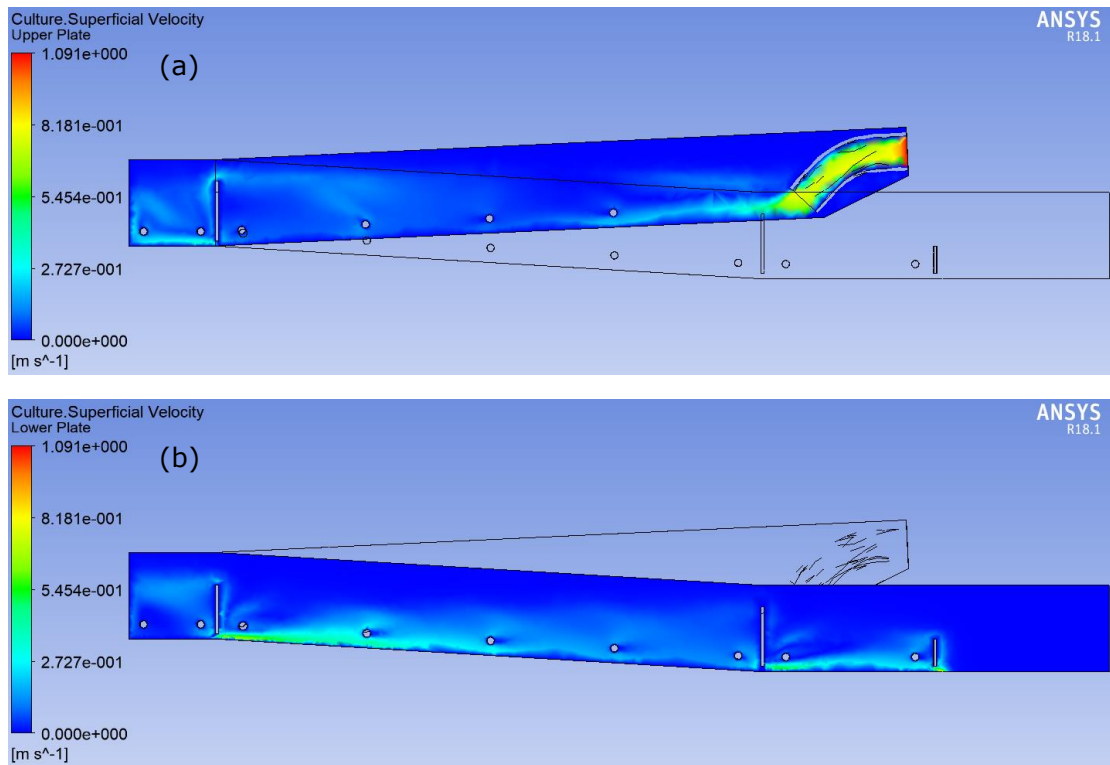 Culture.Superficial Velocity
Upper Plate
ANSYS
R18.1
1.091e+000
(a)
8.181e-001
5.454e-001
2.727e-001
0.000e+000
[m s^-1]
Culture.Superficial Velocity
Lower Plate
ANSYS
R18.1
1.091e+000
(b)
8.181e-001
5.454e-001
2.727e-001
0.000e+000
[m s^-1]